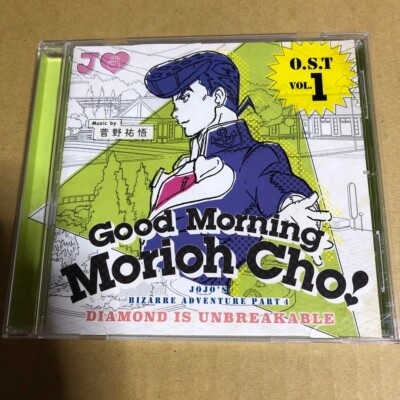 J
O.S.T
VOL.1
Music by
菅野祐悟
Good Morning
Morioh Cho!
JOJO'S
BIZARRE ADVENTURE PART 4
DIAMOND IS UNBREAKABLE